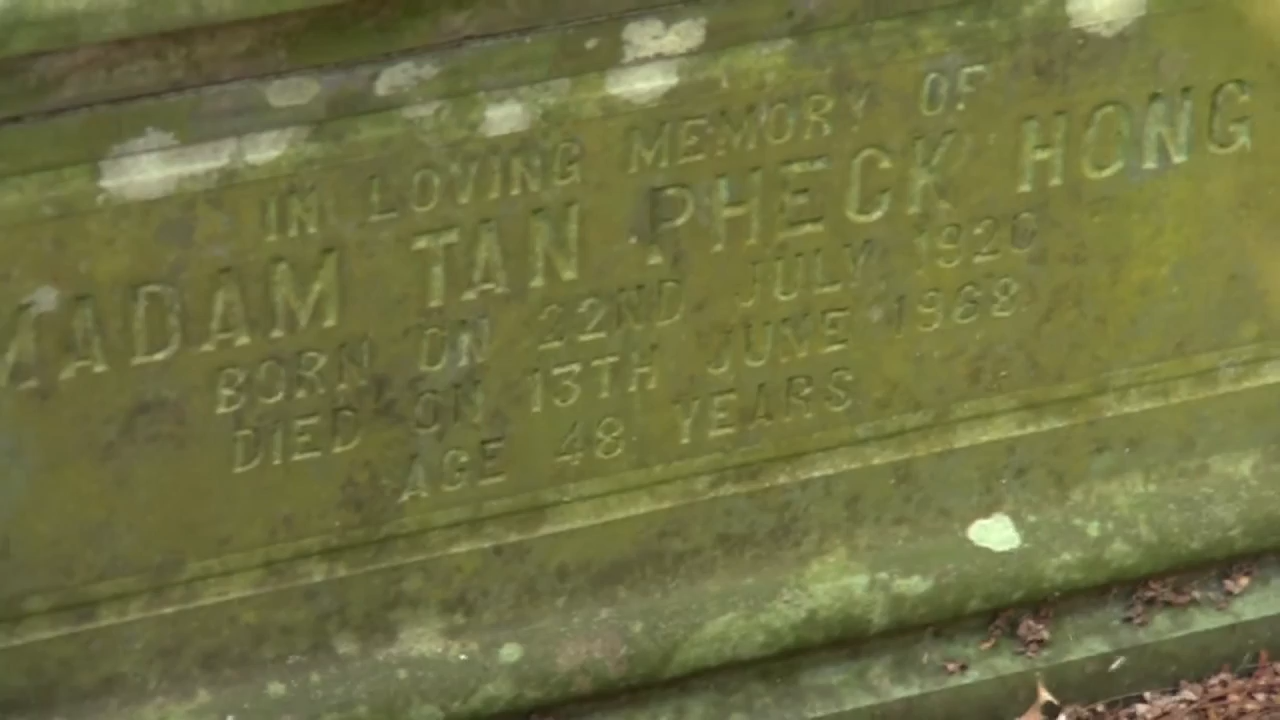 IN LOVING MEMORY OF
MADAM TAN PHECK HONG
BORN ON 22ND JULY 1920
DIED ON 13TH JUNE 1968
AGE 48 YEARS